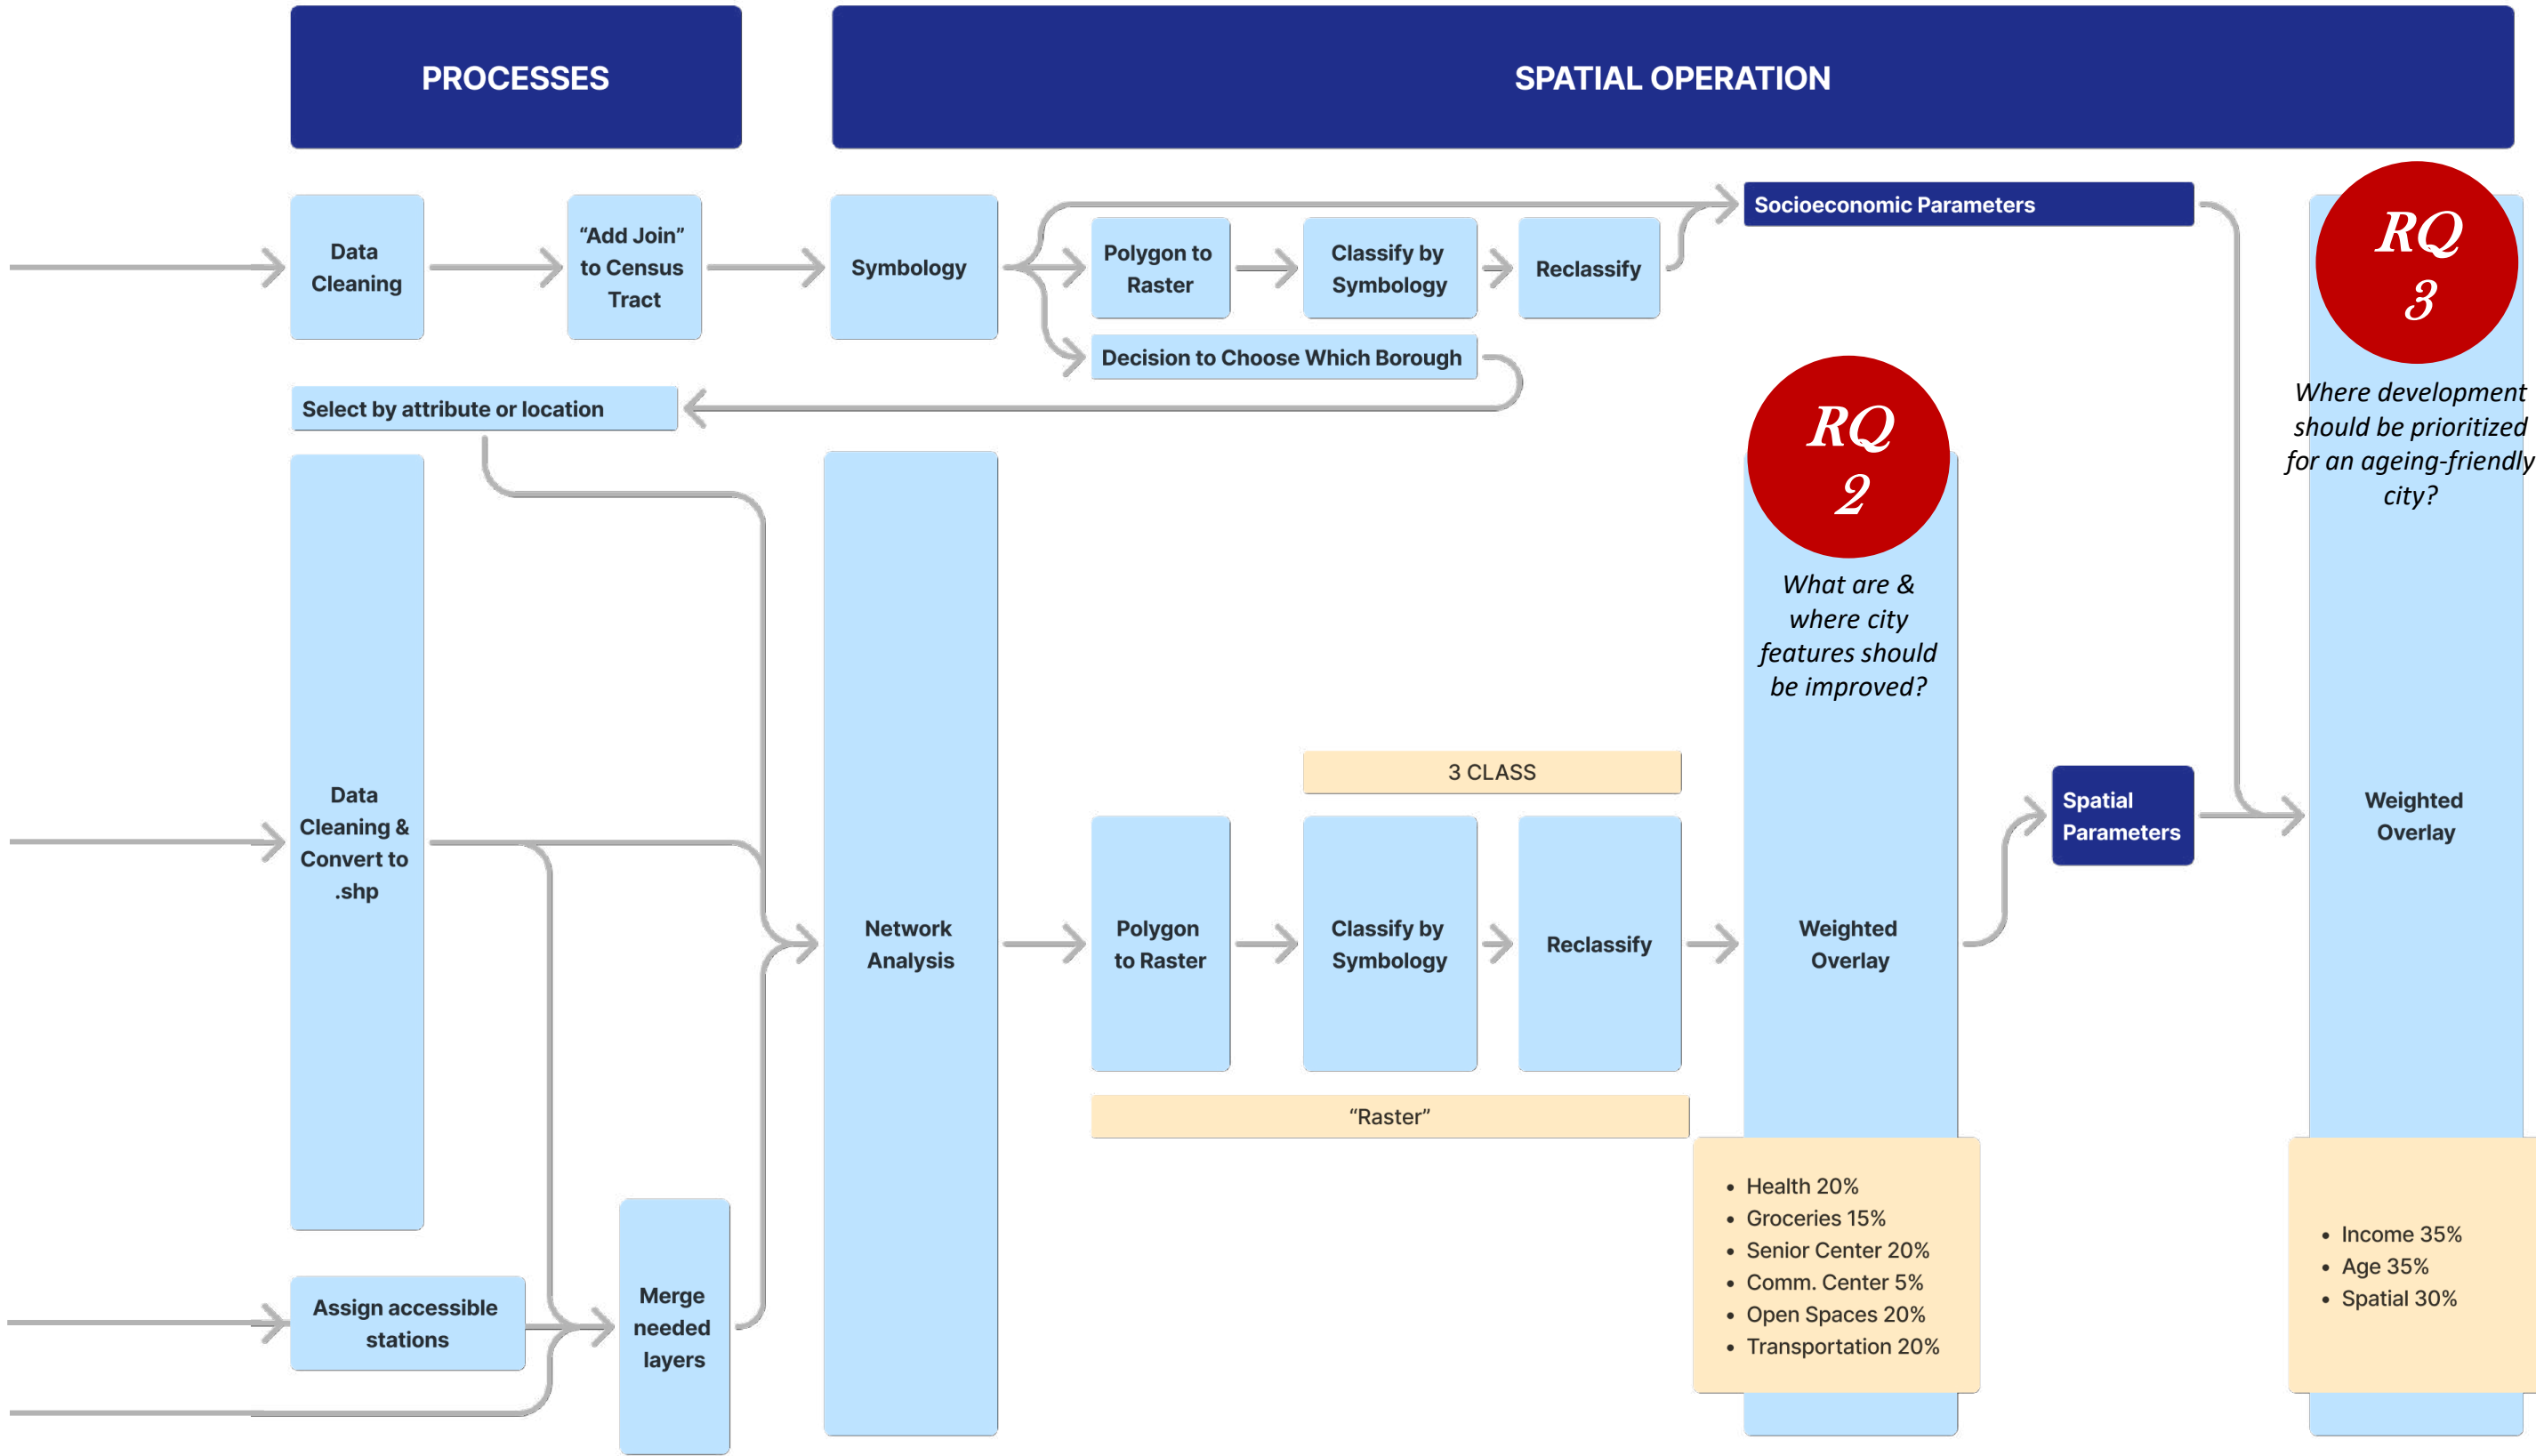 PROCESSES
SPATIAL OPERATION
Data
Cleaning
“Add Join”
to Census
Tract
Symbology
Polygon to
Raster
Classify by
Symbology
Reclassify
Socioeconomic Parameters
RQ
3
Where development
should be prioritized
for an ageing-friendly
city?
Decision to Choose Which Borough
Select by attribute or location
RQ
2
What are &
where city
features should
be improved?
Data
Cleaning &
Convert to
.shp
Network
Analysis
3 CLASS
Polygon
to Raster
Classify by
Symbology
Reclassify
“Raster”
Weighted
Overlay
Spatial
Parameters
Weighted
Overlay
Assign accessible
stations
Merge
needed
layers
• Health 20%
• Groceries 15%
• Senior Center 20%
• Comm. Center 5%
• Open Spaces 20%
• Transportation 20%
• Income 35%
• Age 35%
• Spatial 30%